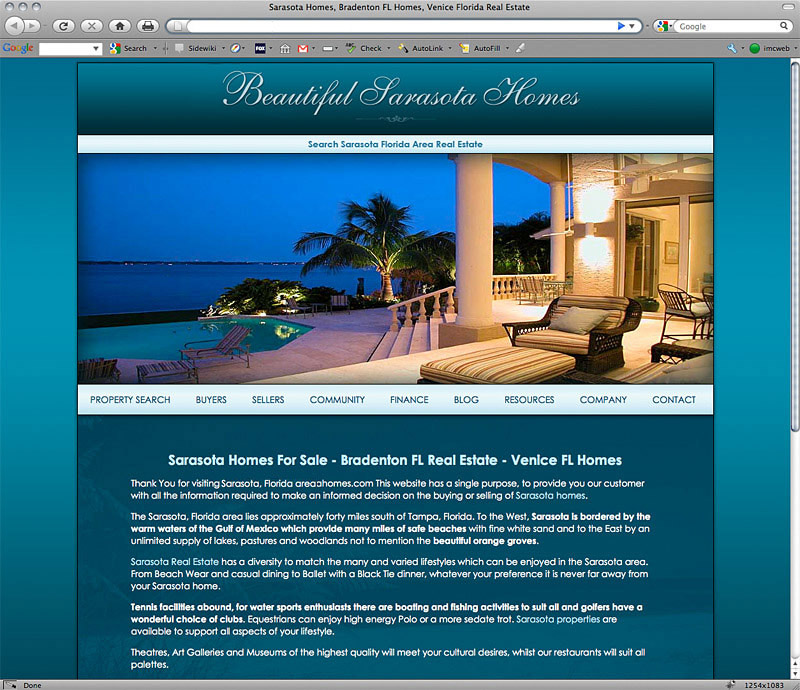 Sarasota Homes, Bradenton FL Homes, Venice Florida Real Estate
Google
Google Search Sidewiki FOX Check AutoLink AutoFill imcweb
Beautiful Sarasota Homes
Search Sarasota Florida Area Real Estate
PROPERTY SEARCH BUYERS SELLERS COMMUNITY FINANCE BLOG RESOURCES COMPANY CONTACT
Sarasota Homes For Sale - Bradenton FL Real Estate - Venice FL Homes
Thank You for visiting Sarasota, Florida areaahomes.com This website has a single purpose, to provide you our customer
with all the information required to make an informed decision on the buying or selling of Sarasota homes.
The Sarasota, Florida area lies approximately forty miles south of Tampa, Florida. To the West, Sarasota is bordered by the
warm waters of the Gulf of Mexico which provide many miles of safe beaches with fine white sand and to the East by an
unlimited supply of lakes, pastures and woodlands not to mention the beautiful orange groves.
Sarasota Real Estate has a diversity to match the many and varied lifestyles which can be enjoyed in the Sarasota area.
From Beach Wear and casual dining to Ballet with a Black Tie dinner, whatever your preference it is never far away from
your Sarasota home.
Tennis facilities abound, for water sports enthusiasts there are boating and fishing activities to suit all and golfers have a
wonderful choice of clubs. Equestrians can enjoy high energy Polo or a more sedate trot. Sarasota properties are
available to support all aspects of your lifestyle.
Theatres, Art Galleries and Museums of the highest quality will meet your cultural desires, whilst our restaurants will suit all
palettes.
Done 1254x1083